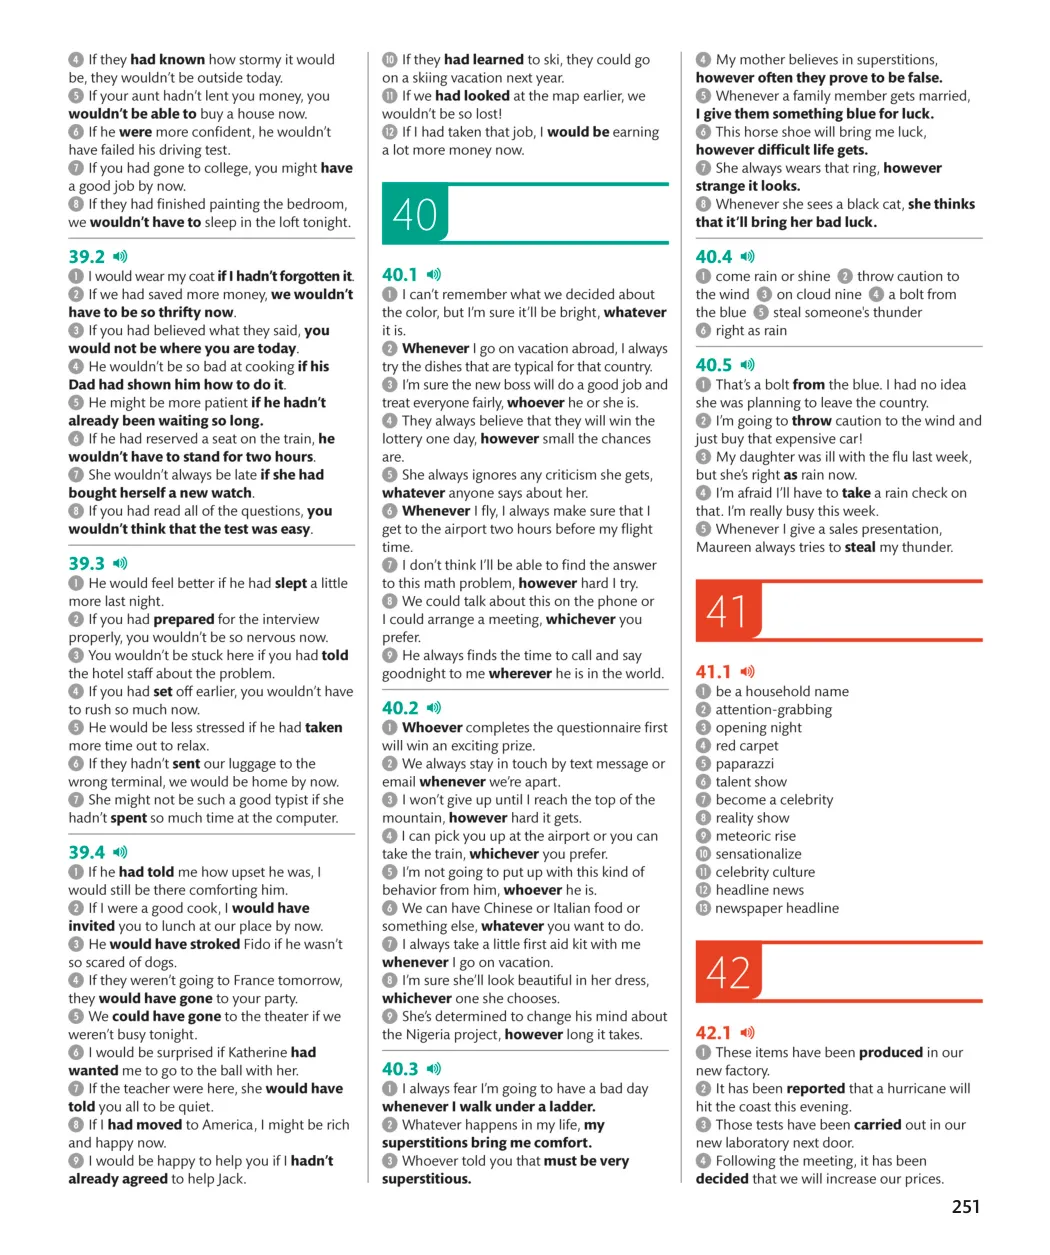 4 If they had known how stormy it would
be, they wouldn't be outside today.
5 If your aunt hadn't lent you money, you
wouldn't be able to buy a house now.
6 If he were more confident, he wouldn't
have failed his driving test.
7 If you had gone to college, you might have
a good job by now.
8 If they had finished painting the bedroom,
we wouldn't have to sleep in the loft tonight.
39.2
1 I would wear my coat if I hadn't forgotten it.
2 If we had saved more money, we wouldn't
have to be so thrifty now.
3 If you had believed what they said, you
would not be where you are today.
4 He wouldn't be so bad at cooking if his
Dad had shown him how to do it.
5 He might be more patient if he hadn't
already been waiting so long.
6 If he had reserved a seat on the train, he
wouldn't have to stand for two hours.
7 She wouldn't always be late if she had
bought herself a new watch.
8 If you had read all of the questions, you
wouldn't think that the test was easy.
39.3
1 He would feel better if he had slept a little
more last night.
2 If you had prepared for the interview
properly, you wouldn't be so nervous now.
3 You wouldn't be stuck here if you had told
the hotel staff about the problem.
4 If you had set off earlier, you wouldn't have
to rush so much now.
5 He would be less stressed if he had taken
more time out to relax.
6 If they hadn't sent our luggage to the
wrong terminal, we would be home by now.
7 She might not be such a good typist if she
hadn't spent so much time at the computer.
39.4
1 If he had told me how upset he was, I
would still be there comforting him.
2 If I were a good cook, I would have
invited you to lunch at our place by now.
3 He would have stroked Fido if he wasn't
so scared of dogs.
4 If they weren't going to France tomorrow,
they would have gone to your party.
5 We could have gone to the theater if we
weren't busy tonight.
6 I would be surprised if Katherine had
wanted me to go to the ball with her.
7 If the teacher were here, she would have
told you all to be quiet.
8 If I had moved to America, I might be rich
and happy now.
9 I would be happy to help you if I hadn't
already agreed to help Jack.
10 If they had learned to ski, they could go
on a skiing vacation next year.
11 If we had looked at the map earlier, we
wouldn't be so lost!
12 If I had taken that job, I would be earning
a lot more money now.
40
40.1
1 I can't remember what we decided about
the color, but I'm sure it'll be bright, whatever
it is.
2 Whenever I go on vacation abroad, I always
try the dishes that are typical for that country.
3 I'm sure the new boss will do a good job and
treat everyone fairly, whoever he or she is.
4 They always believe that they will win the
lottery one day, however small the chances
are.
5 She always ignores any criticism she gets,
whatever anyone says about her.
6 Whenever I fly, I always make sure that I
get to the airport two hours before my flight
time.
7 I don't think I'll be able to find the answer
to this math problem, however hard I try.
8 We could talk about this on the phone or
I could arrange a meeting, whichever you
prefer.
9 He always finds the time to call and say
goodnight to me wherever he is in the world.
40.2
1 Whoever completes the questionnaire first
will win an exciting prize.
2 We always stay in touch by text message or
email whenever we're apart.
3 I won't give up until I reach the top of the
mountain, however hard it gets.
4 I can pick you up at the airport or you can
take the train, whichever you prefer.
5 I'm not going to put up with this kind of
behavior from him, whoever he is.
6 We can have Chinese or Italian food or
something else, whatever you want to do.
7 I always take a little first aid kit with me
whenever I go on vacation.
8 I'm sure she'll look beautiful in her dress,
whichever one she chooses.
9 She's determined to change his mind about
the Nigeria project, however long it takes.
40.3
1 I always fear I'm going to have a bad day
whenever I walk under a ladder.
2 Whatever happens in my life, my
superstitions bring me comfort.
3 Whoever told you that must be very
superstitious.
4 My mother believes in superstitions,
however often they prove to be false.
5 Whenever a family member gets married,
I give them something blue for luck.
6 This horse shoe will bring me luck,
however difficult life gets.
7 She always wears that ring, however
strange it looks.
8 Whenever she sees a black cat, she thinks
that it'll bring her bad luck.
40.4
1 come rain or shine 2 throw caution to
the wind 3 on cloud nine 4 a bolt from
the blue 5 steal someone's thunder
6 right as rain
40.5
1 That's a bolt from the blue. I had no idea
she was planning to leave the country.
2 I'm going to throw caution to the wind and
just buy that expensive car!
3 My daughter was ill with the flu last week,
but she's right as rain now.
4 I'm afraid I'll have to take a rain check on
that. I'm really busy this week.
5 Whenever I give a sales presentation,
Maureen always tries to steal my thunder.
41
41.1
1 be a household name
2 attention-grabbing
3 opening night
4 red carpet
5 paparazzi
6 talent show
7 become a celebrity
8 reality show
9 meteoric rise
10 sensationalize
11 celebrity culture
12 headline news
13 newspaper headline
42
42.1
1 These items have been produced in our
new factory.
2 It has been reported that a hurricane will
hit the coast this evening.
3 Those tests have been carried out in our
new laboratory next door.
4 Following the meeting, it has been
decided that we will increase our prices.
251